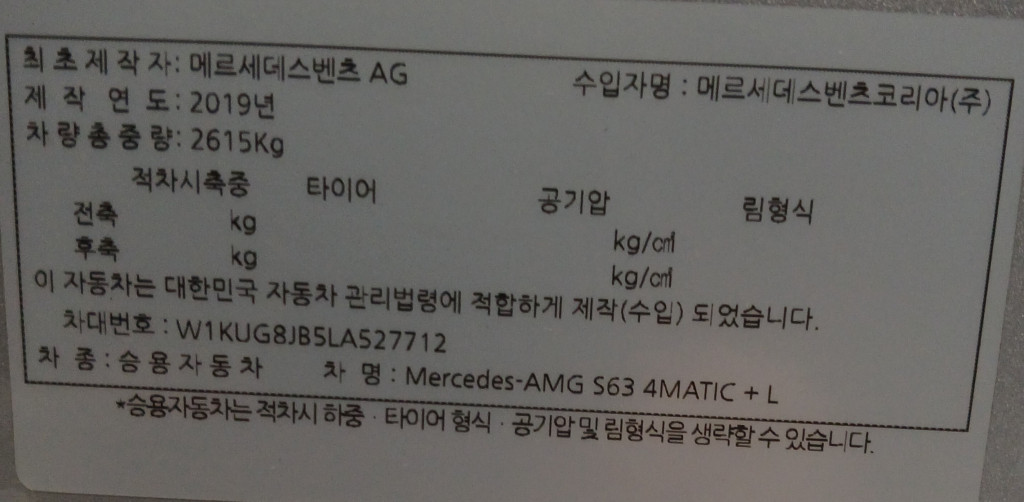 최초제작자: 메르세데스벤츠 AG 수입자명 : 메르세데스벤츠코리아(주)
제 작 연 도: 2019년
차량총중량: 2615Kg
적차시축중 타이어 공기압 림형식
전축 kg kg/㎠
후축 kg kg/㎠
이 자동차는 대한민국 자동차 관리법령에 적합하게 제작(수입) 되었습니다.
차대번호 : W1KUG8JB5LA527712
차 종 : 승용자동차 차 명 : Mercedes-AMG S63 4MATIC + L
*승용자동차는 적차시 하중 · 타이어 형식 · 공기압 및 림형식을 생략할 수 있습니다.